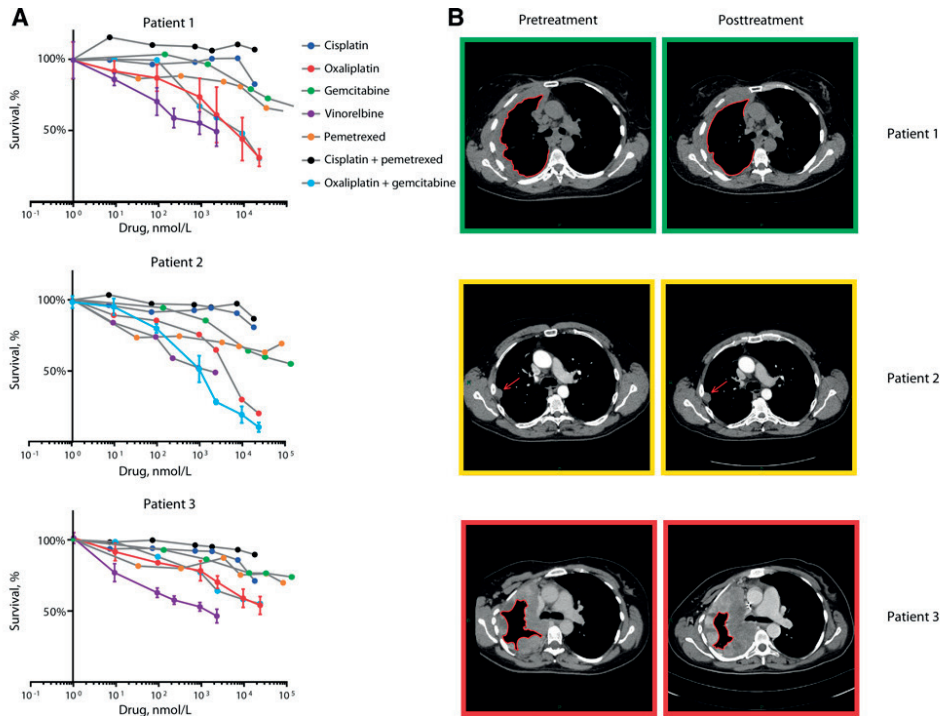 A
Patient 1
100%
50%
Survival, %
10-1
10⁰
10¹
10²
10³
10⁴
10⁵
Drug, nmol/L
Cisplatin
Oxaliplatin
Gemcitabine
Vinorelbine
Pemetrexed
Cisplatin + pemetrexed
Oxaliplatin + gemcitabine
Patient 2
100%
50%
Survival, %
10-1
10⁰
10¹
10²
10³
10⁴
10⁵
Drug, nmol/L
Patient 3
100%
50%
Survival, %
10-1
10⁰
10¹
10²
10³
10⁴
10⁵
Drug, nmol/L
B
Pretreatment
Posttreatment
Patient 1
Patient 2
Patient 3